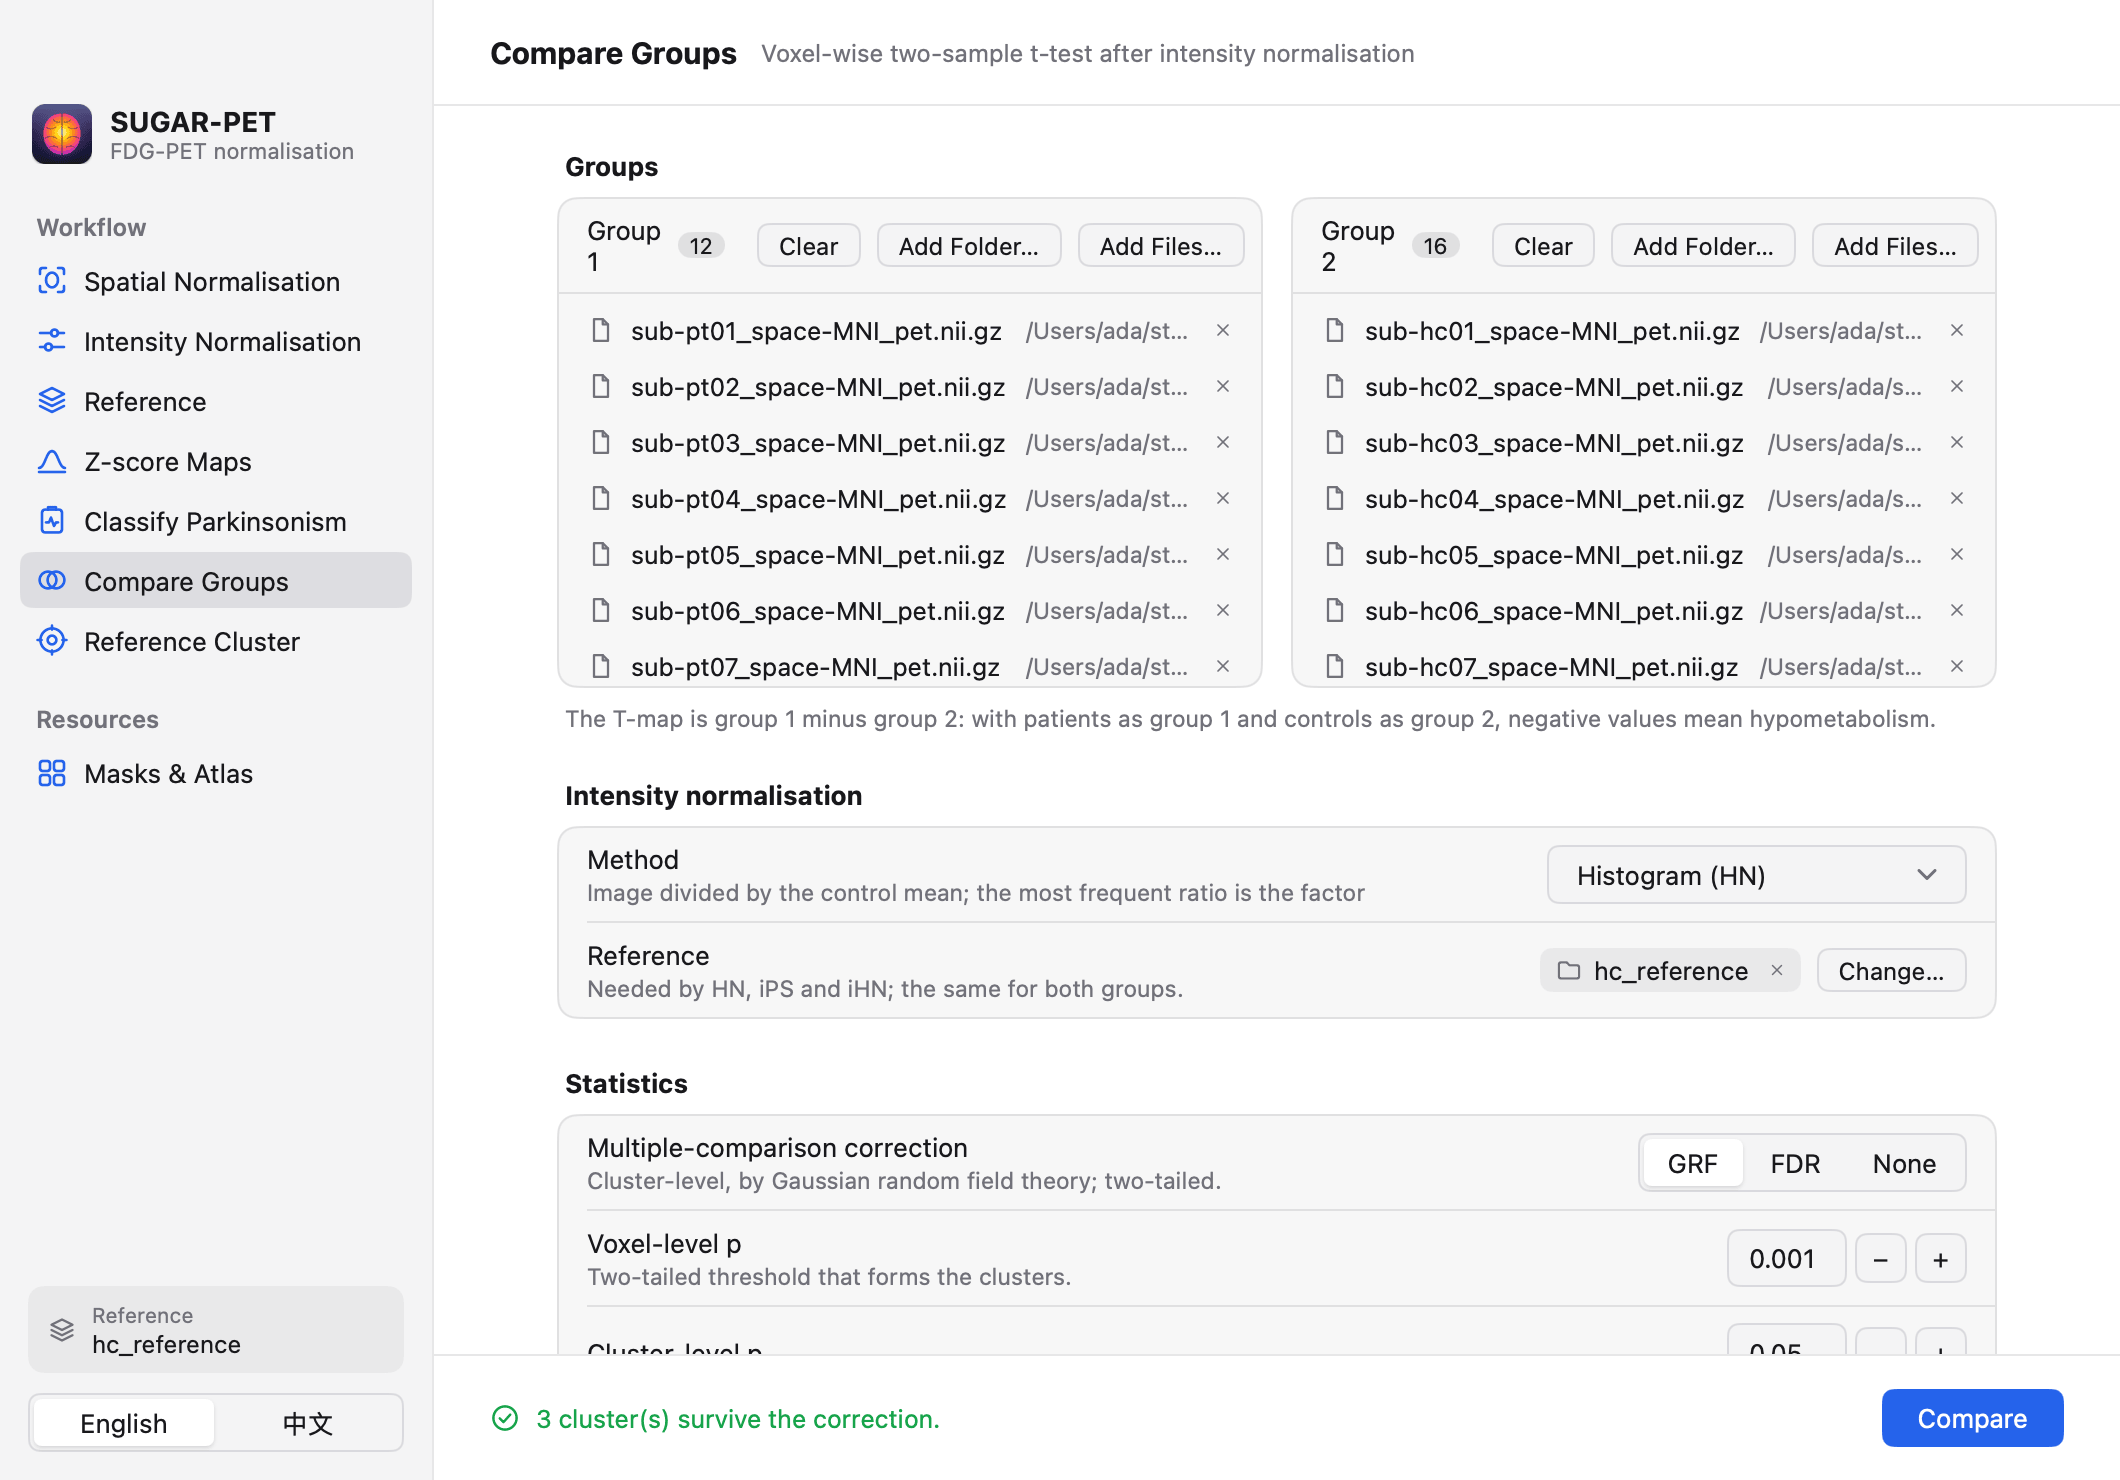 Compare Groups Voxel-wise two-sample t-test after intensity normalisation
SUGAR-PET
FDG-PET normalisation
Workflow
Spatial Normalisation
Intensity Normalisation
Reference
Z-score Maps
Classify Parkinsonism
Compare Groups
Reference Cluster
Resources
Masks & Atlas
Reference
hc_reference
English 中文
Groups
Group 1 12 Clear Add Folder... Add Files...
sub-pt01_space-MNI_pet.nii.gz /Users/ada/st... ×
sub-pt02_space-MNI_pet.nii.gz /Users/ada/st... ×
sub-pt03_space-MNI_pet.nii.gz /Users/ada/st... ×
sub-pt04_space-MNI_pet.nii.gz /Users/ada/st... ×
sub-pt05_space-MNI_pet.nii.gz /Users/ada/st... ×
sub-pt06_space-MNI_pet.nii.gz /Users/ada/st... ×
sub-pt07_space-MNI_pet.nii.gz /Users/ada/st... ×
Group 2 16 Clear Add Folder... Add Files...
sub-hc01_space-MNI_pet.nii.gz /Users/ada/st... ×
sub-hc02_space-MNI_pet.nii.gz /Users/ada/s... ×
sub-hc03_space-MNI_pet.nii.gz /Users/ada/s... ×
sub-hc04_space-MNI_pet.nii.gz /Users/ada/s... ×
sub-hc05_space-MNI_pet.nii.gz /Users/ada/s... ×
sub-hc06_space-MNI_pet.nii.gz /Users/ada/st... ×
sub-hc07_space-MNI_pet.nii.gz /Users/ada/st... ×
The T-map is group 1 minus group 2: with patients as group 1 and controls as group 2, negative values mean hypometabolism.
Intensity normalisation
Method
Image divided by the control mean; the most frequent ratio is the factor
Histogram (HN)
Reference
Needed by HN, iPS and iHN; the same for both groups.
hc_reference × Change...
Statistics
Multiple-comparison correction
Cluster-level, by Gaussian random field theory; two-tailed.
GRF FDR None
Voxel-level p
Two-tailed threshold that forms the clusters.
0.001 − +
Cluster-level p
0.05
3 cluster(s) survive the correction.
Compare